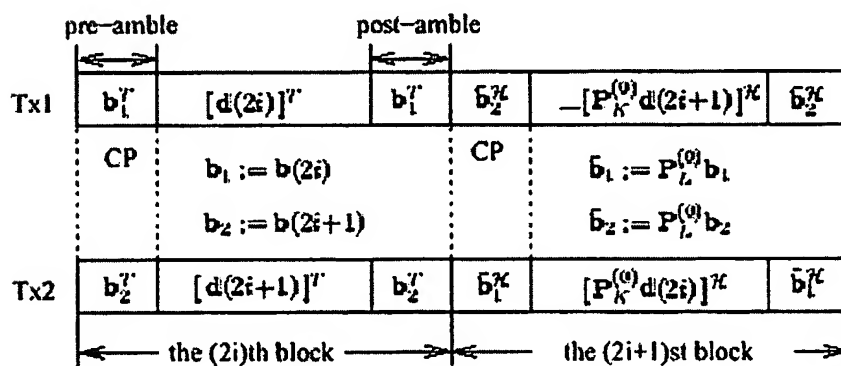 pre-amble post-amble
Tx1 b₁ᵀ [d(2i)]ᵀ b₁ᵀ b̄₂ᴴ –[P_K^(0) d(2i+1)]ᴴ b̄₂ᴴ
CP b₁ := b(2i) CP b̄₁ := P_L^(0) b₁
b₂ := b(2i+1) b̄₂ := P_L^(0) b₂
Tx2 b₂ᵀ [d(2i+1)]ᵀ b₂ᵀ b̄₁ᴴ [P_K^(0) d(2i)]ᴴ b̄₁ᴴ
the (2i)th block the (2i+1)st block